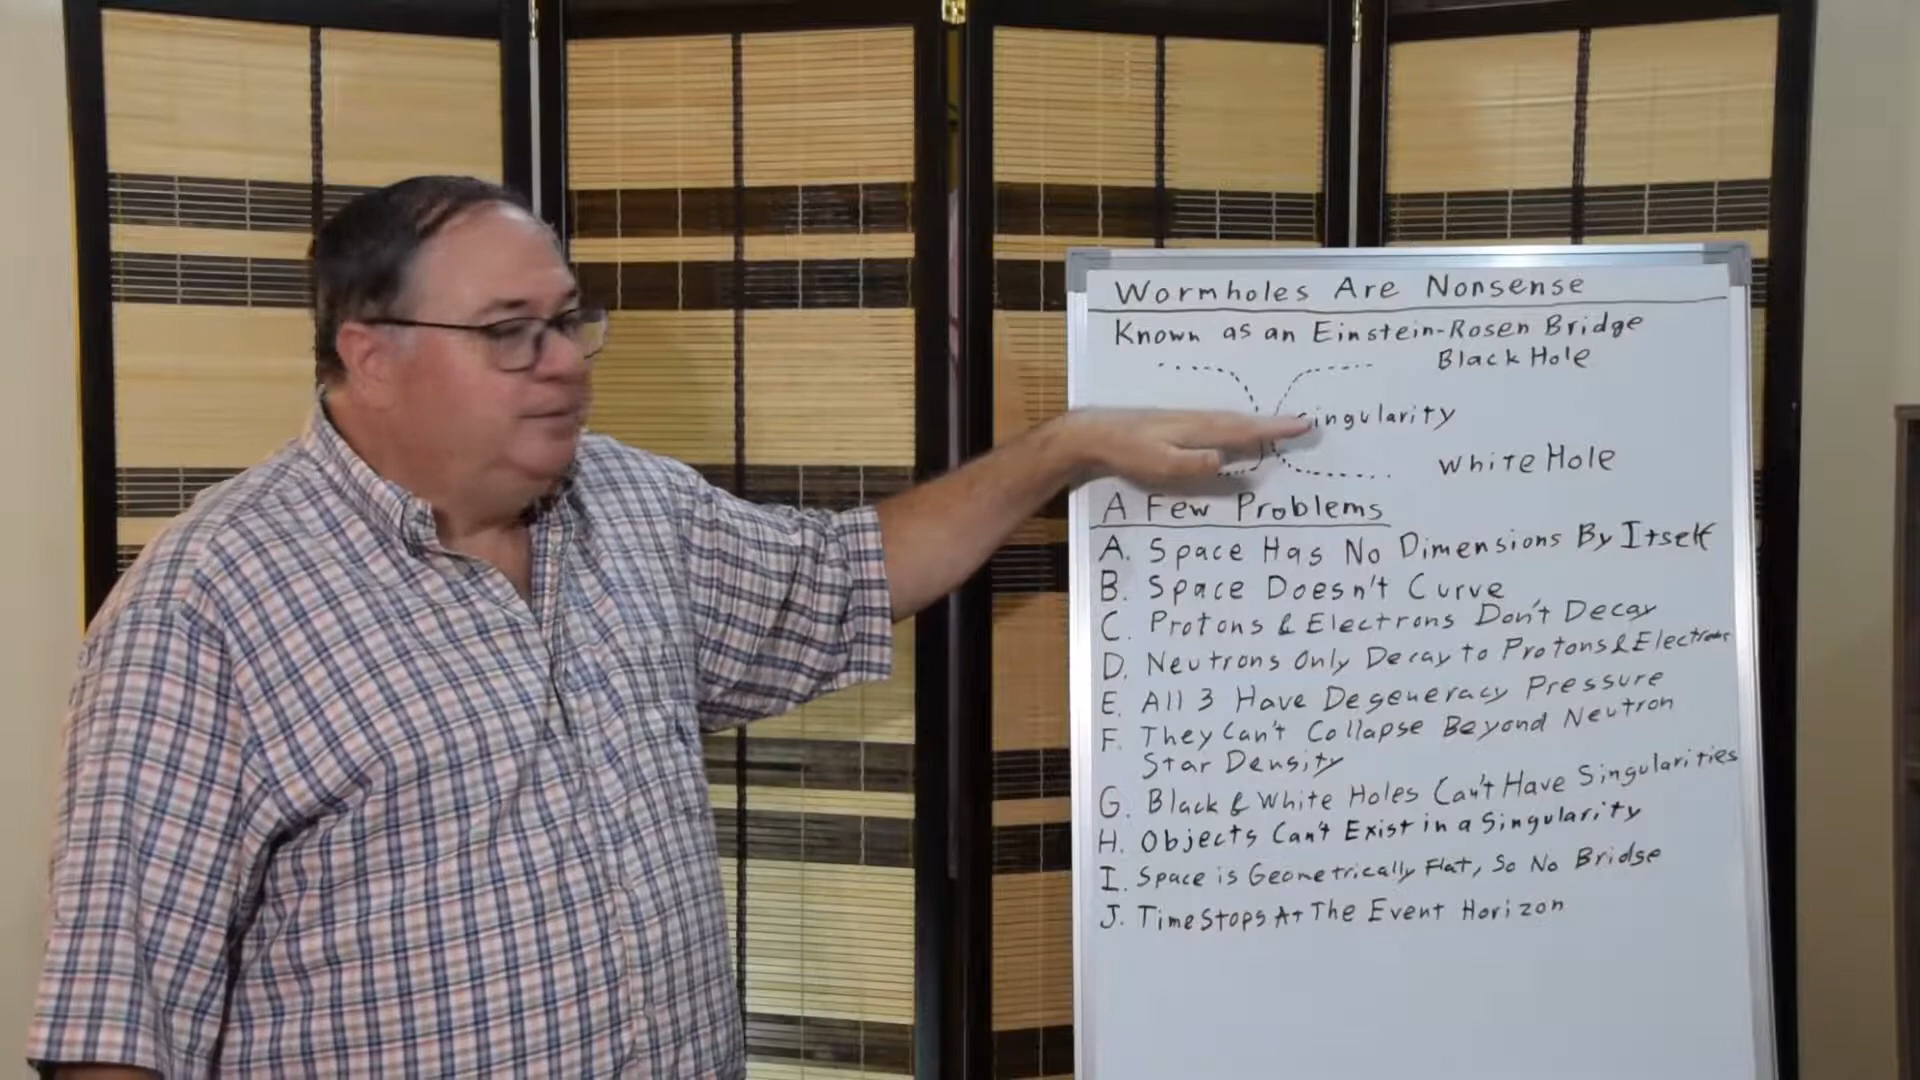 Wormholes Are Nonsense
Known as an Einstein-Rosen Bridge
Black Hole
Singularity
White Hole
A Few Problems
A. Space Has No Dimensions By Itself
B. Space Doesn't Curve
C. Protons & Electrons Don't Decay
D. Neutrons Only Decay to Protons & Electrons
E. All 3 Have Degeneracy Pressure
F. They Can't Collapse Beyond Neutron
Star Density
G. Black & White Holes Can't Have Singularities
H. Objects Can't Exist in a Singularity
I. Space is Geometrically Flat, So No Bridge
J. Time Stops At The Event Horizon